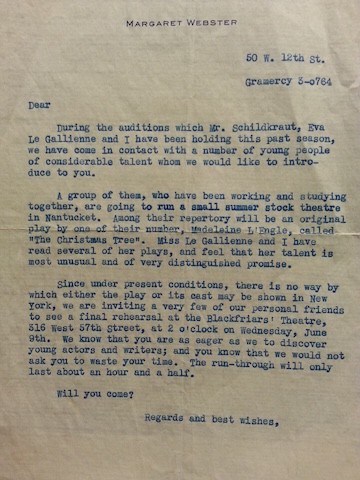 MARGARET WEBSTER
50 W. 12th St.
Gramercy 3-0764
Dear
During the auditions which Mr. Schildkraut, Eva
Le Gallienne and I have been holding this past season,
we have come in contact with a number of young people
of considerable talent whom we would like to intro-
duce to you.
A group of them, who have been working and studying
together, are going to run a small summer stock theatre
in Nantucket. Among their repertory will be an original
play by one of their number, Madeleine L'Engle, called
"The Christmas Tree". Miss Le Gallienne and I have
read several of her plays, and feel that her talent is
most unusual and of very distinguished promise.
Since under present conditions, there is no way by
which either the play or its cast may be shown in New
York, we are inviting a very few of our personal friends
to see a final rehearsal at the Blackfriars' Theatre,
316 West 57th Street, at 2 o'clock on Wednesday, June
9th. We know that you are as eager as we to discover
young actors and writers; and you know that we would not
ask you to waste your time. The run-through will only
last about an hour and a half.
Will you come?
Regards and best wishes,